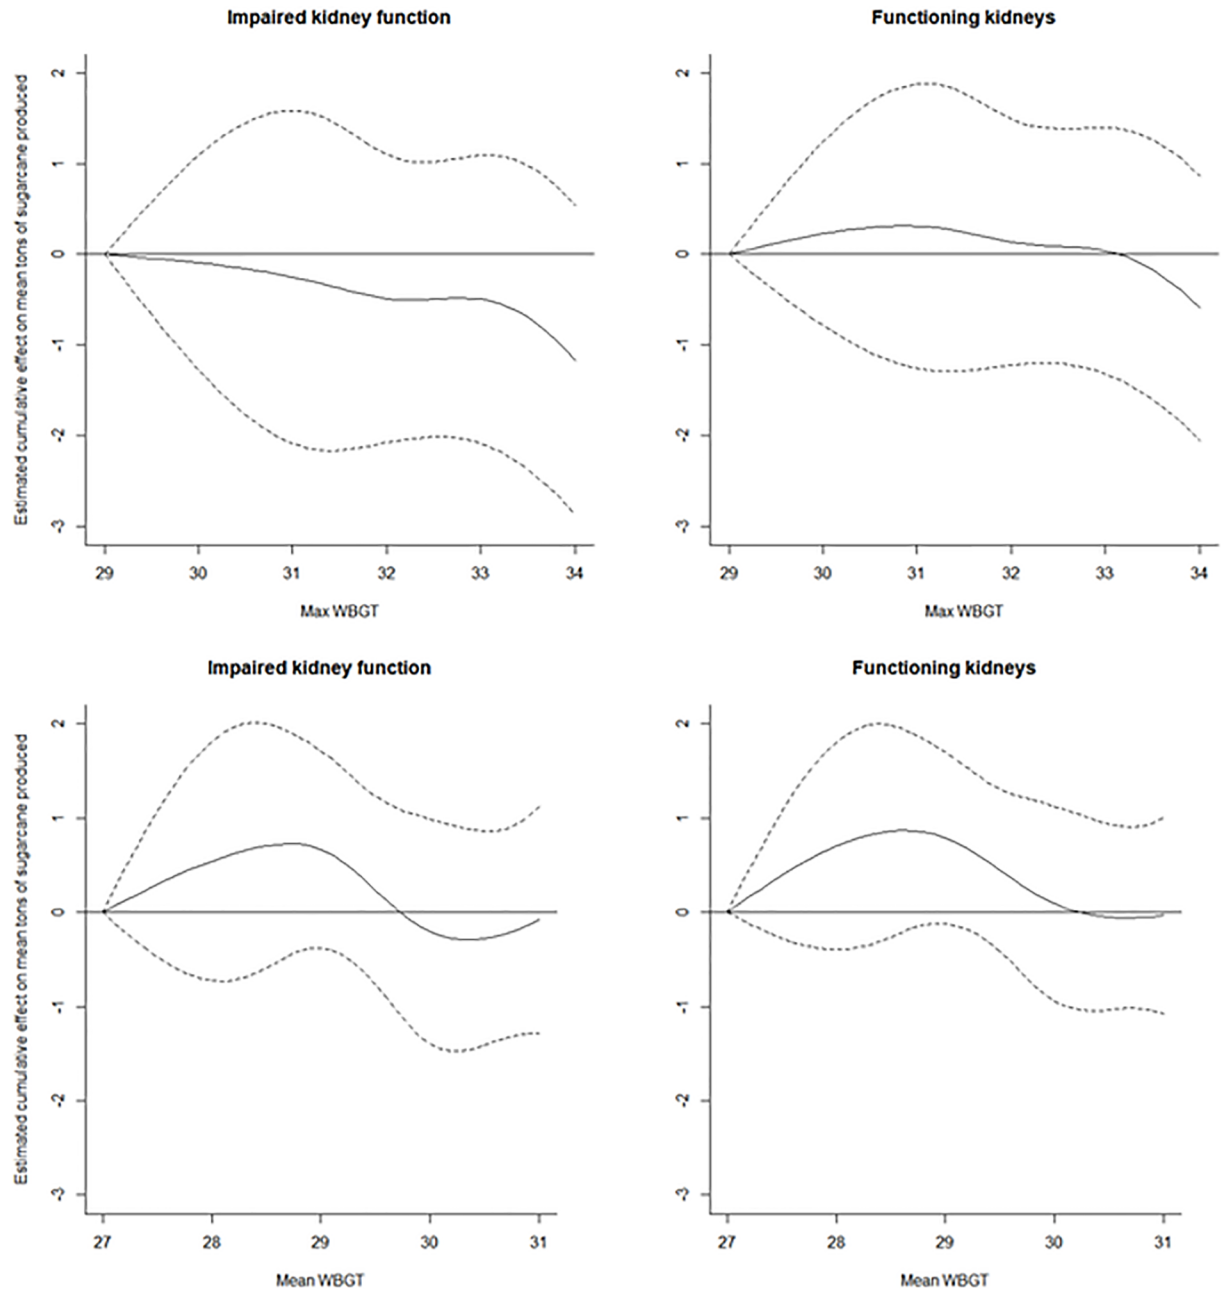 Impaired kidney function
Functioning kidneys
Estimated cumulative effect on mean tons of sugarcane produced
2
1
0
-1
-2
-3
29 30 31 32 33 34
Max WBGT
2
1
0
-1
-2
-3
29 30 31 32 33 34
Max WBGT
Impaired kidney function
Functioning kidneys
Estimated cumulative effect on mean tons of sugarcane produced
2
1
0
-1
-2
-3
27 28 29 30 31
Mean WBGT
2
1
0
-1
-2
-3
27 28 29 30 31
Mean WBGT